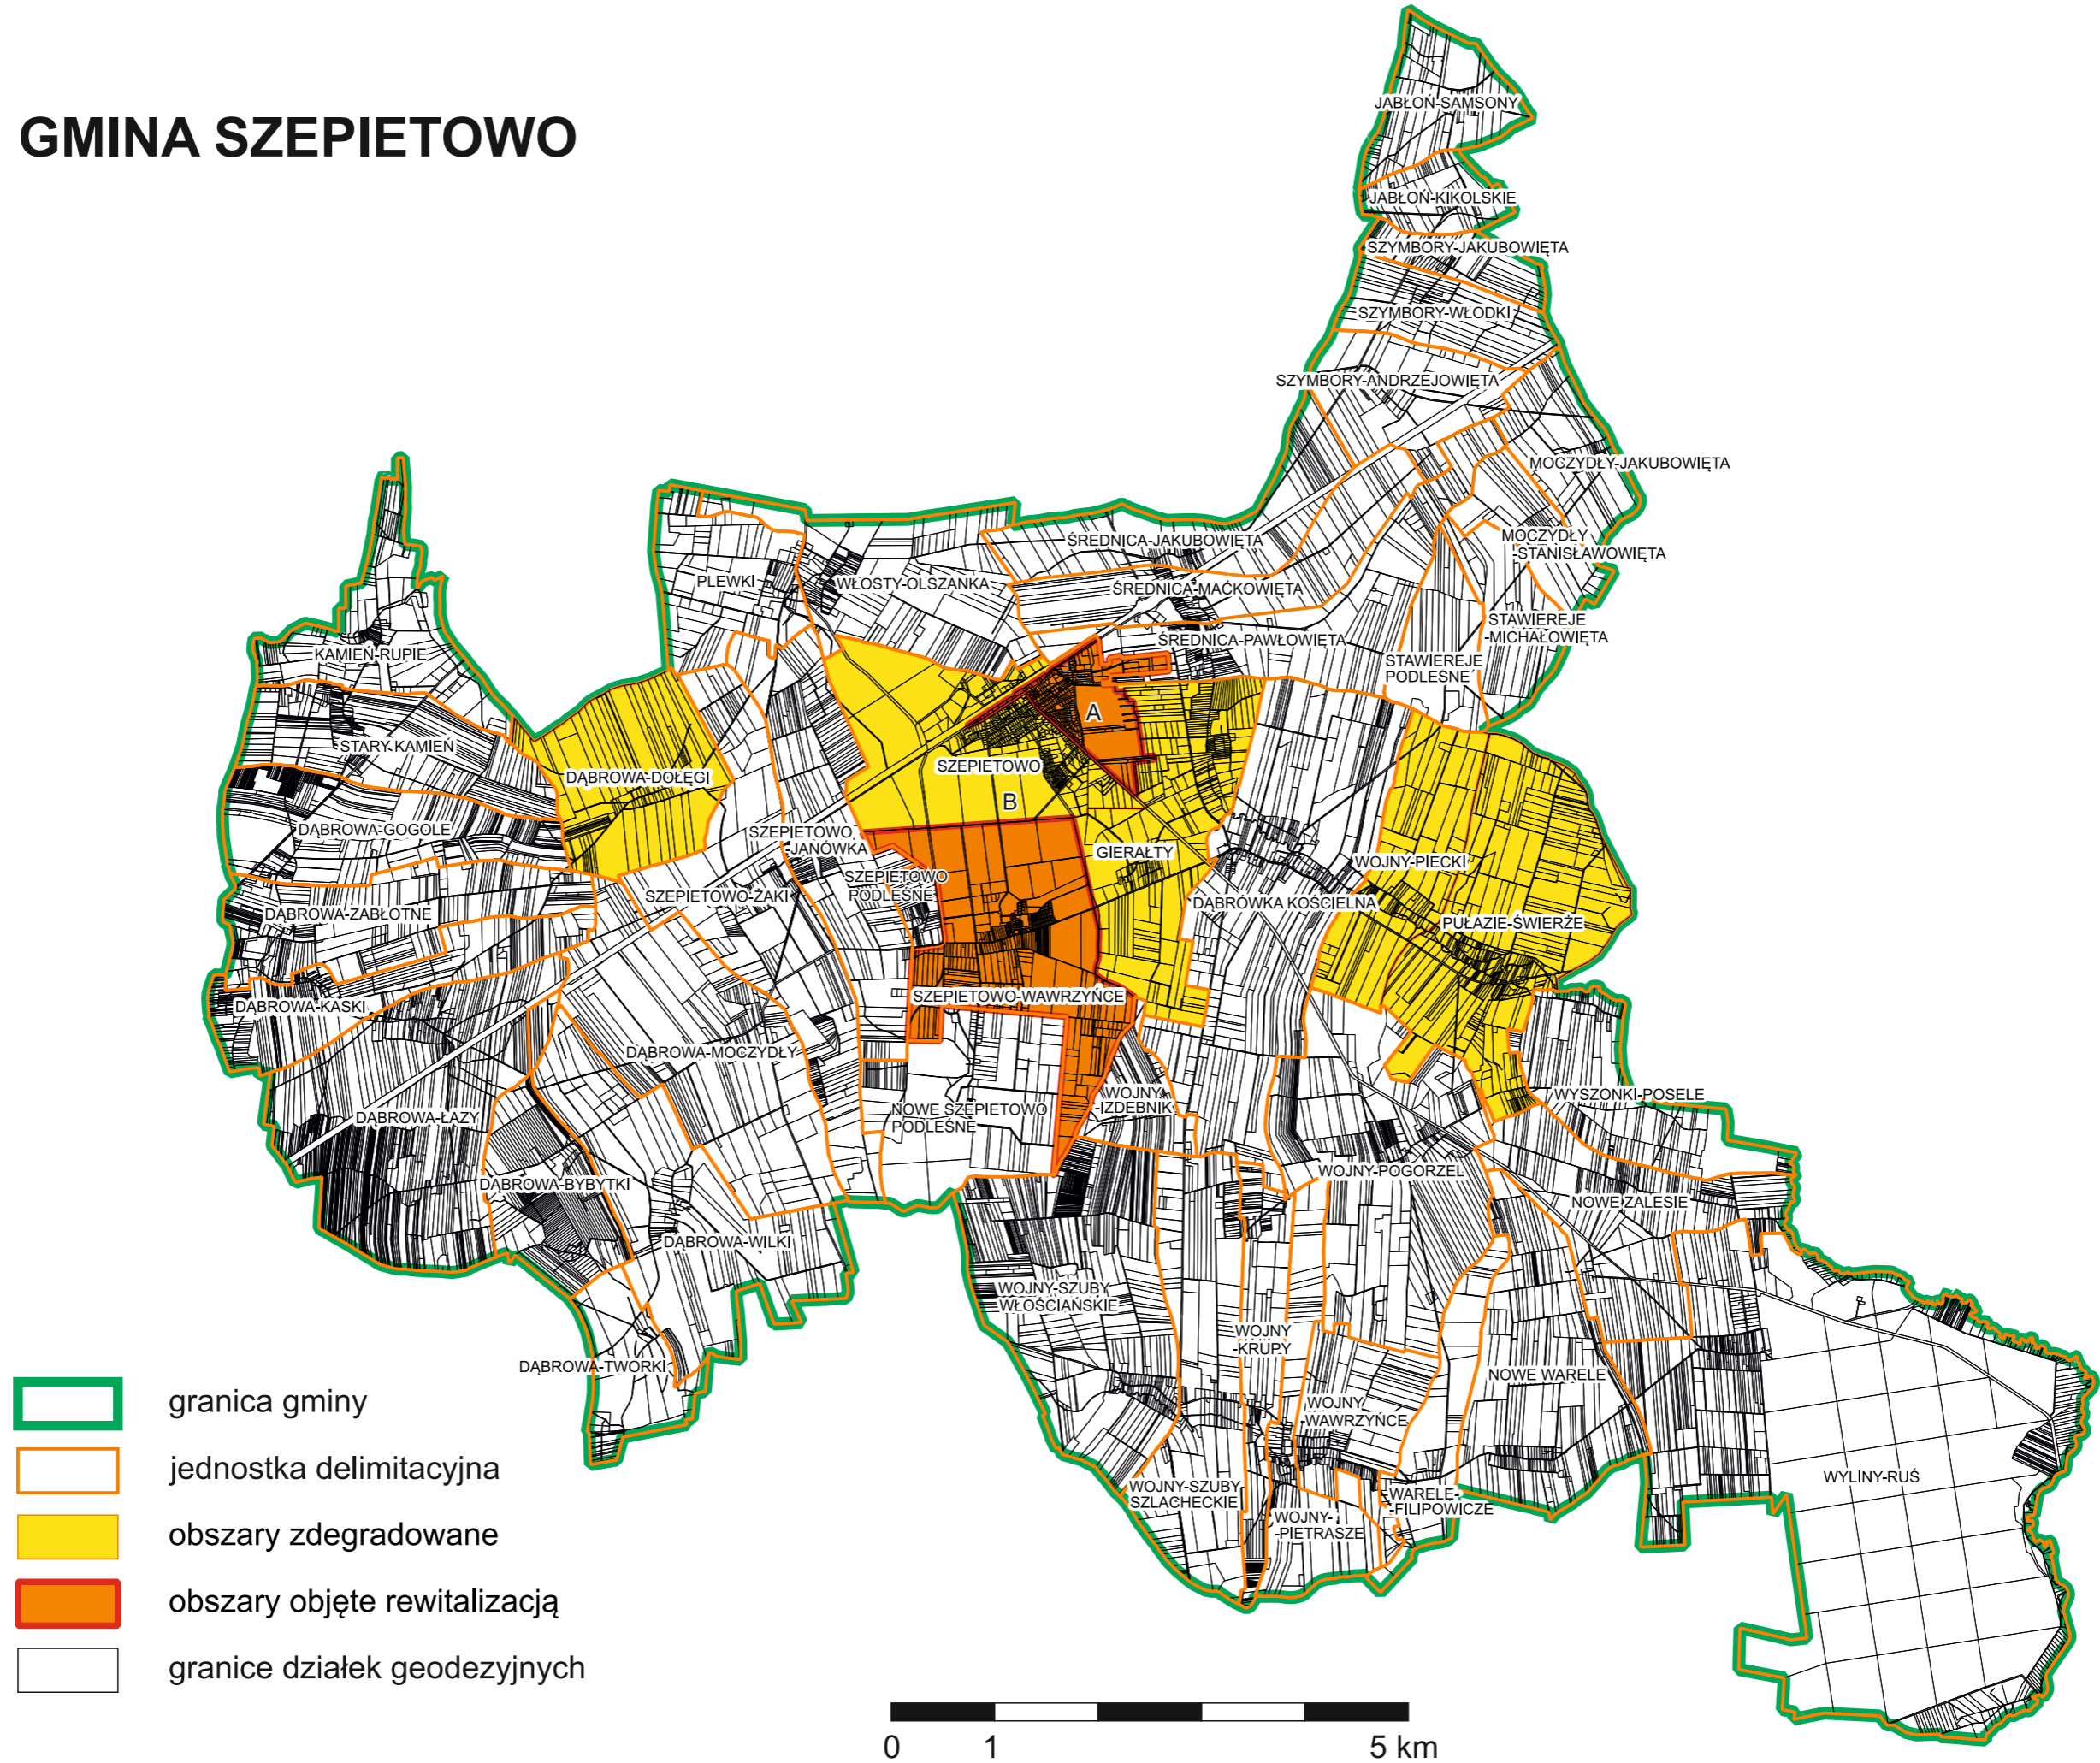 GMINA SZEPIETOWO
JABŁOŃ-SAMSONY
JABŁOŃ-KIKOLSKIE
SZYMBORY-JAKUBOWIĘTA
SZYMBORY-WŁODKI
SZYMBORY-ANDRZEJOWIĘTA
MOCZYDŁY-JAKUBOWIĘTA
MOCZYDŁY
-STANISŁAWOWIĘTA
ŚREDNICA-JAKUBOWIĘTA
PLEWKI
WŁOSTY-OLSZANKA
ŚREDNICA-MAĆKOWIĘTA
STAWIEREJE
-MICHAŁOWIĘTA
ŚREDNICA-PAWŁOWIĘTA
KAMIEŃ-RUPIE
STAWIEREJE
PODLEŚNE
A
STARY KAMIEŃ
SZEPIETOWO
DĄBROWA-DOŁĘGI
B
DĄBROWA-GOGOLE
SZEPIETOWO
-JANÓWKA
GIERAŁTY
WOJNY-PIECKI
SZEPIETOWO
PODLEŚNE
SZEPIETOWO-ŻAKI
DĄBRÓWKA KOŚCIELNA
DĄBROWA-ZABŁOTNE
PUŁAZIE-ŚWIERŻE
SZEPIETOWO-WAWRZYŃCE
DĄBROWA-KASKI
DĄBROWA-MOCZYDŁY
WOJNY
-IZDEBNIK
WYSZONKI-POSELE
NOWE SZEPIETOWO
PODLEŚNE
DĄBROWA-ŁAZY
WOJNY-POGORZEL
DĄBROWA-BYBYTKI
NOWE ZALESIE
DĄBROWA-WILKI
WOJNY-SZUBY
WŁOŚCIAŃSKIE
WOJNY
-KRUPY
DĄBROWA-TWORKI
NOWE WARELE
WOJNY
-WAWRZYŃCE
WYLINY-RUŚ
WOJNY-SZUBY
SZLACHECKIE
WARELE-
-FILIPOWICZE
WOJNY-
-PIETRASZE
granica gminy
jednostka delimitacyjna
obszary zdegradowane
obszary objęte rewitalizacją
granice działek geodezyjnych
0 1 5 km